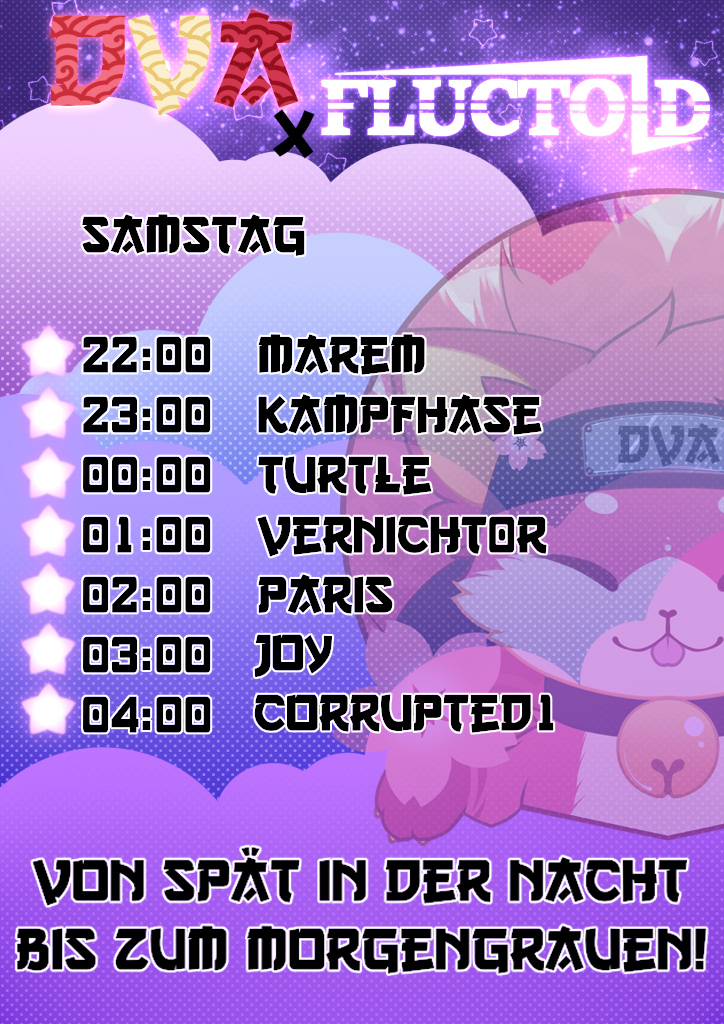 DVA
x FLUCTOID
SAMSTAG
22:00 MAREM
23:00 KAMPFHASE
00:00 TURTLE
01:00 VERNICHTOR
02:00 PARIS
03:00 JOY
04:00 CORRUPTED1
DVA
VON SPÄT IN DER NACHT
BIS ZUM MORGENGRAUEN!